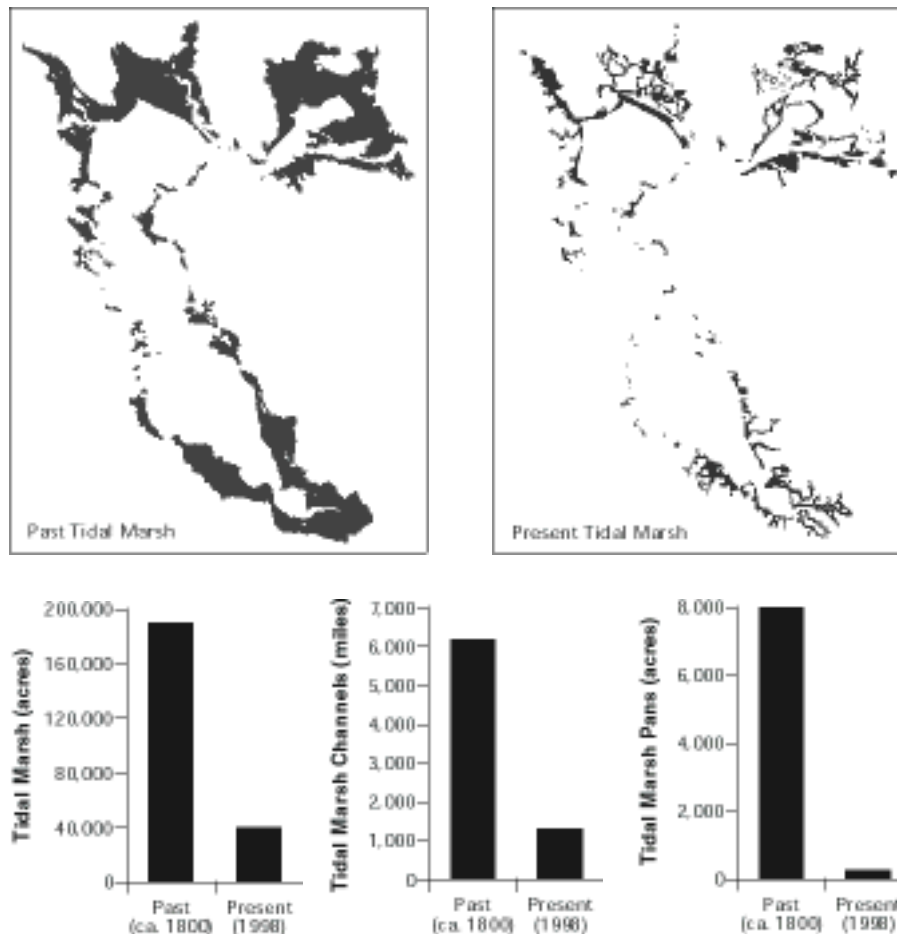 Past Tidal Marsh
Present Tidal Marsh
Tidal Marsh (acres)
200,000
160,000
120,000
80,000
40,000
0
Past
(ca. 1800)
Present
(1998)
Tidal Marsh Channels (miles)
7,000
6,000
5,000
4,000
3,000
2,000
1,000
0
Past
(ca. 1800)
Present
(1998)
Tidal Marsh Pans (acres)
8,000
6,000
4,000
2,000
0
Past
(ca. 1800)
Present
(1998)